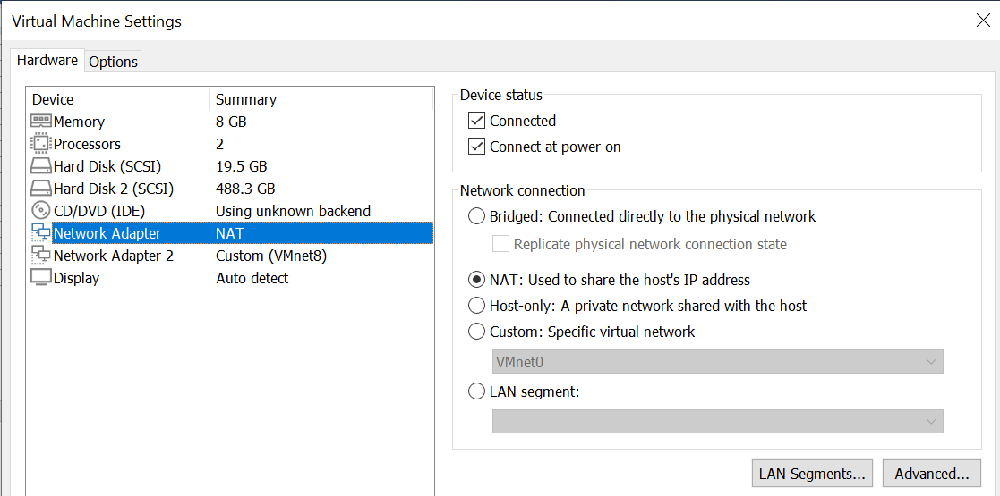 Virtual Machine Settings
Hardware Options
Device Summary
Memory 8 GB
Processors 2
Hard Disk (SCSI) 19.5 GB
Hard Disk 2 (SCSI) 488.3 GB
CD/DVD (IDE) Using unknown backend
Network Adapter NAT
Network Adapter 2 Custom (VMnet8)
Display Auto detect
Device status
Connected
Connect at power on
Network connection
Bridged: Connected directly to the physical network
Replicate physical network connection state
NAT: Used to share the host's IP address
Host-only: A private network shared with the host
Custom: Specific virtual network
VMnet0
LAN segment:
LAN Segments... Advanced...